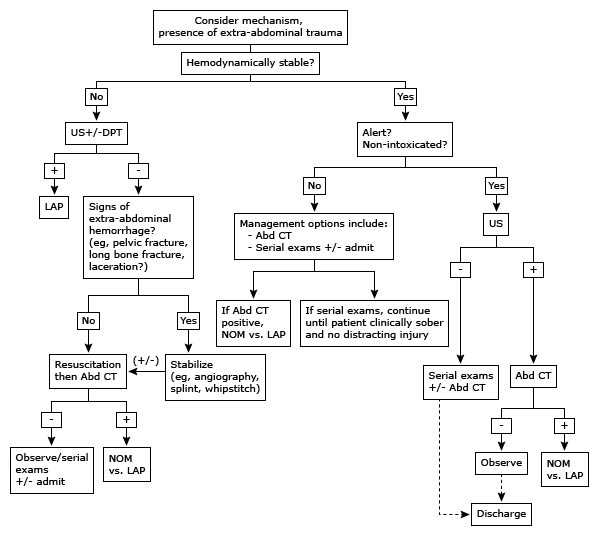 Consider mechanism,
presence of extra-abdominal trauma
Hemodynamically stable?
No
Yes
US+/-DPT
Alert?
Non-intoxicated?
+
-
No
Yes
LAP
Signs of
extra-abdominal
hemorrhage?
(eg, pelvic fracture,
long bone fracture,
laceration?)
Management options include:
- Abd CT
- Serial exams +/- admit
US
-
+
No
Yes
If Abd CT
positive,
NOM vs. LAP
If serial exams, continue
until patient clinically sober
and no distracting injury
Resuscitation
then Abd CT
(+/-)
Stabilize
(eg, angiography,
splint, whipstitch)
Serial exams
+/- Abd CT
Abd CT
-
+
-
+
Observe/serial
exams
+/- admit
NOM
vs. LAP
Observe
NOM
vs. LAP
Discharge